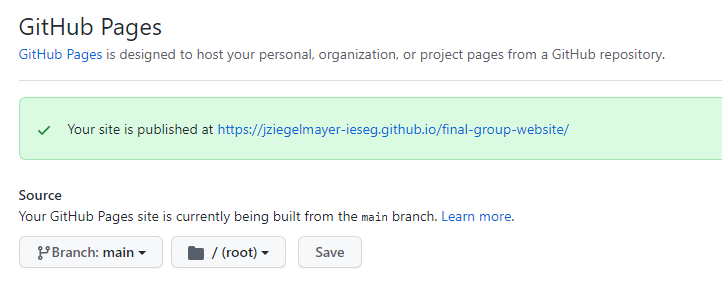 GitHub Pages
GitHub Pages is designed to host your personal, organization, or project pages from a GitHub repository.
Your site is published at https://jziegelmayer-ieseg.github.io/final-group-website/
Source
Your GitHub Pages site is currently being built from the main branch. Learn more.
Branch: main / (root) Save